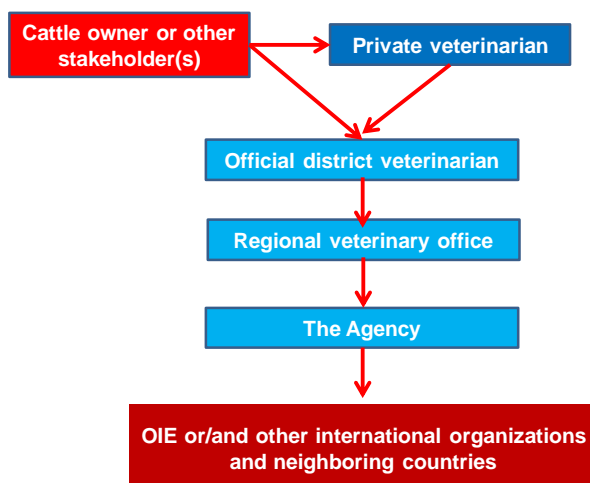 Cattle owner or other
stakeholder(s)
Private veterinarian
Official district veterinarian
Regional veterinary office
The Agency
OIE or/and other international organizations
and neighboring countries